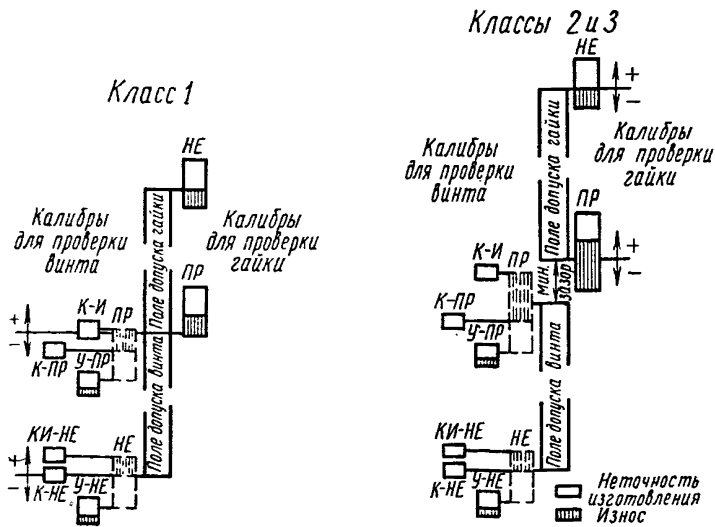 Класс 1
НЕ
Калибры
для проверки
винта
Поле допуска гайки
Калибры
для проверки
гайки
ПР
К-И
ПР
+
−
К-ПР
У-ПР
Поле допуска винта
КИ-НЕ
НЕ
+
−
К-НЕ
У-НЕ
Классы 2 и 3
НЕ
+
−
Калибры
для проверки
винта
Поле допуска гайки
Калибры
для проверки
гайки
ПР
К-И
ПР
мин.
зазор
+
−
К-ПР
У-ПР
Поле допуска винта
КИ-НЕ
НЕ
К-НЕ
У-НЕ
Неточность
изготовления
Износ